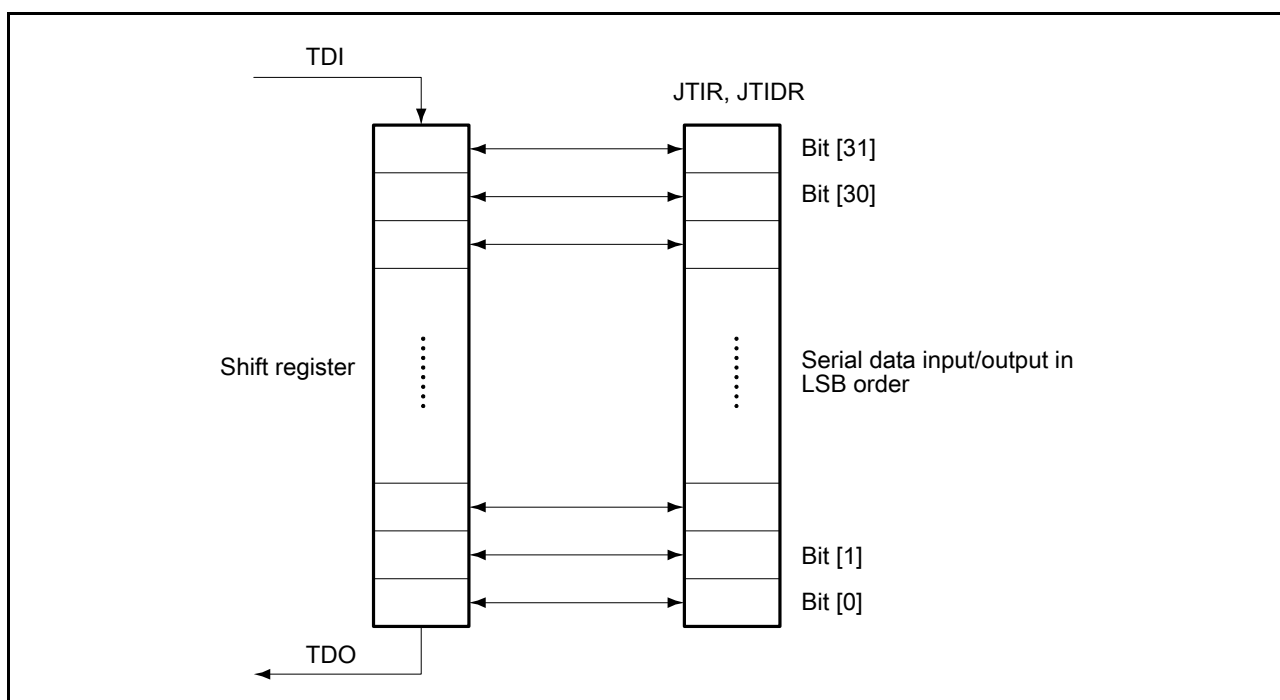 TDI
JTIR, JTIDR
Bit [31]
Bit [30]
Shift register
Serial data input/output in
LSB order
Bit [1]
Bit [0]
TDO